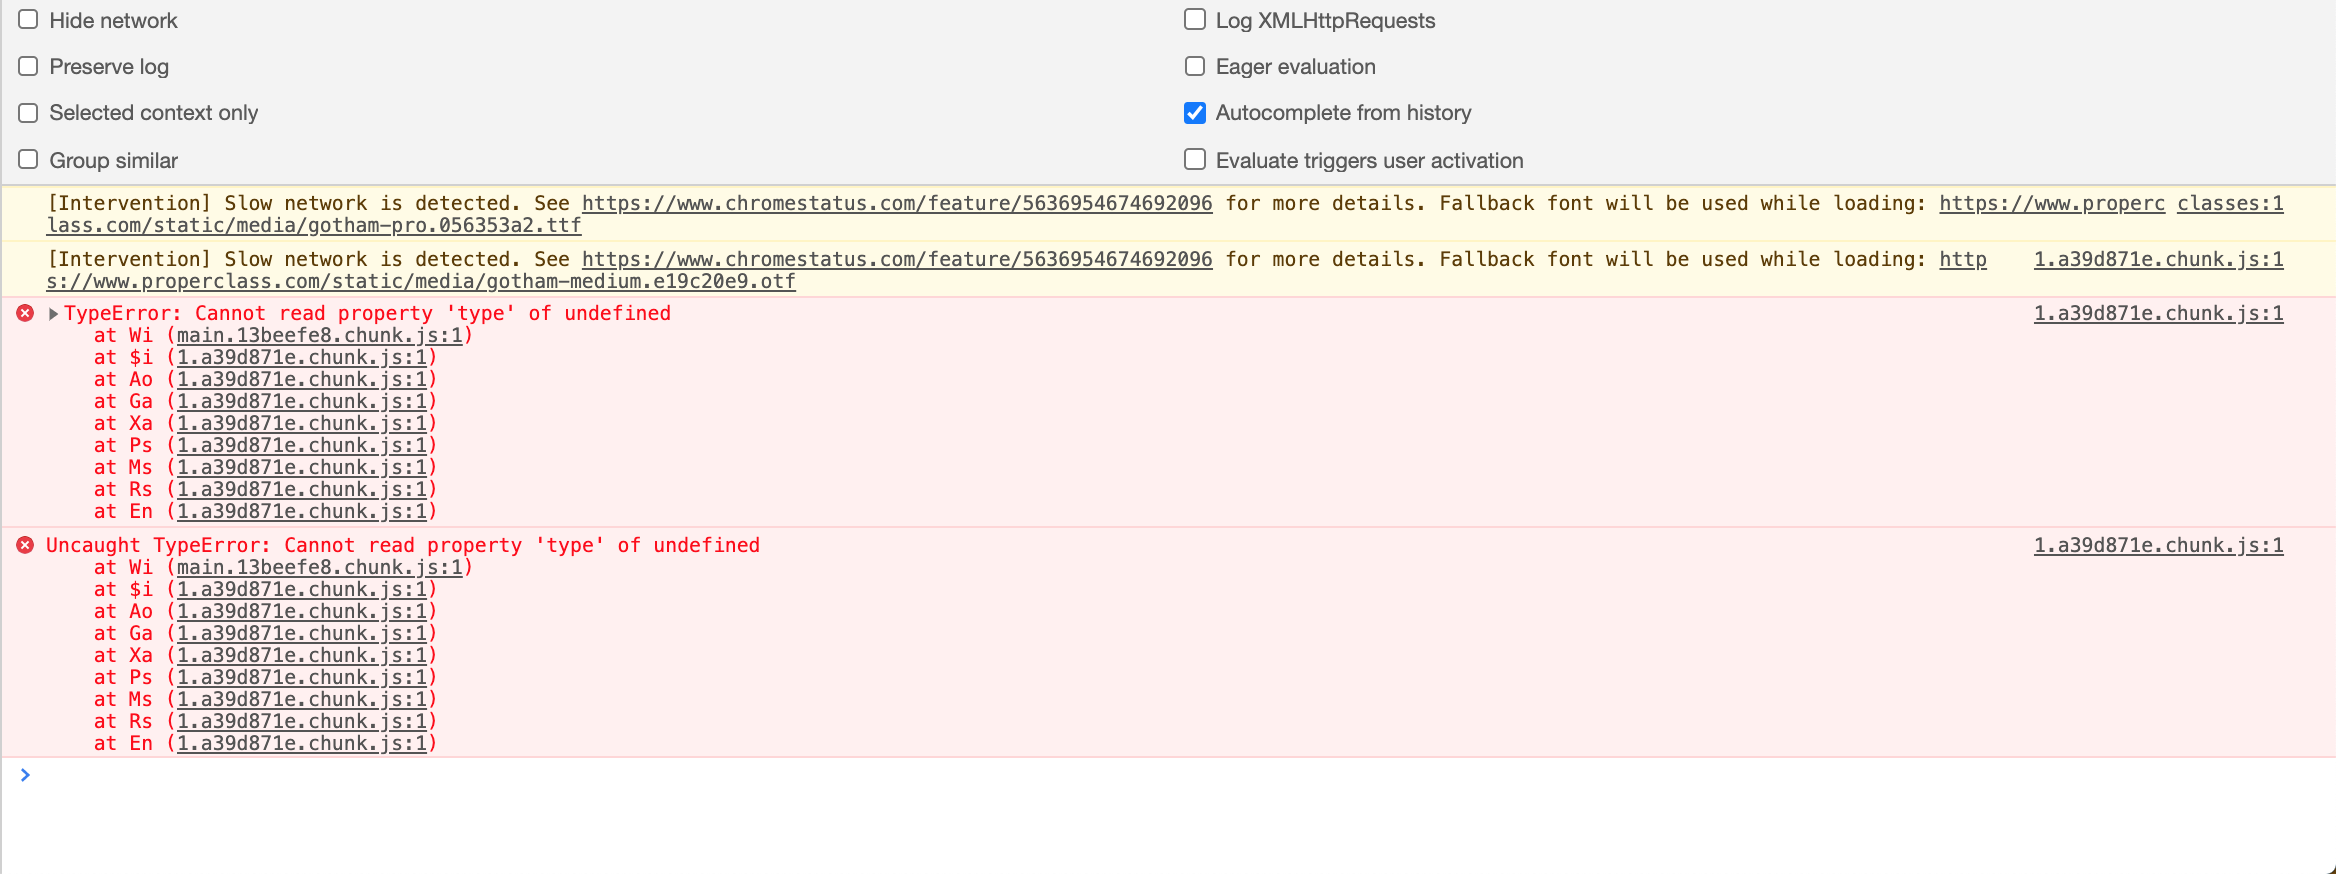 Hide network
Log XMLHttpRequests
Preserve log
Eager evaluation
Selected context only
Autocomplete from history
Group similar
Evaluate triggers user activation
[Intervention] Slow network is detected. See https://www.chromestatus.com/feature/5636954674692096 for more details. Fallback font will be used while loading: https://www.properc classes:1
lass.com/static/media/gotham-pro.056353a2.ttf
[Intervention] Slow network is detected. See https://www.chromestatus.com/feature/5636954674692096 for more details. Fallback font will be used while loading: http 1.a39d871e.chunk.js:1
s://www.properclass.com/static/media/gotham-medium.e19c20e9.otf
TypeError: Cannot read property 'type' of undefined 1.a39d871e.chunk.js:1
at Wi (main.13beefe8.chunk.js:1)
at $i (1.a39d871e.chunk.js:1)
at Ao (1.a39d871e.chunk.js:1)
at Ga (1.a39d871e.chunk.js:1)
at Xa (1.a39d871e.chunk.js:1)
at Ps (1.a39d871e.chunk.js:1)
at Ms (1.a39d871e.chunk.js:1)
at Rs (1.a39d871e.chunk.js:1)
at En (1.a39d871e.chunk.js:1)
Uncaught TypeError: Cannot read property 'type' of undefined 1.a39d871e.chunk.js:1
at Wi (main.13beefe8.chunk.js:1)
at $i (1.a39d871e.chunk.js:1)
at Ao (1.a39d871e.chunk.js:1)
at Ga (1.a39d871e.chunk.js:1)
at Xa (1.a39d871e.chunk.js:1)
at Ps (1.a39d871e.chunk.js:1)
at Ms (1.a39d871e.chunk.js:1)
at Rs (1.a39d871e.chunk.js:1)
at En (1.a39d871e.chunk.js:1)